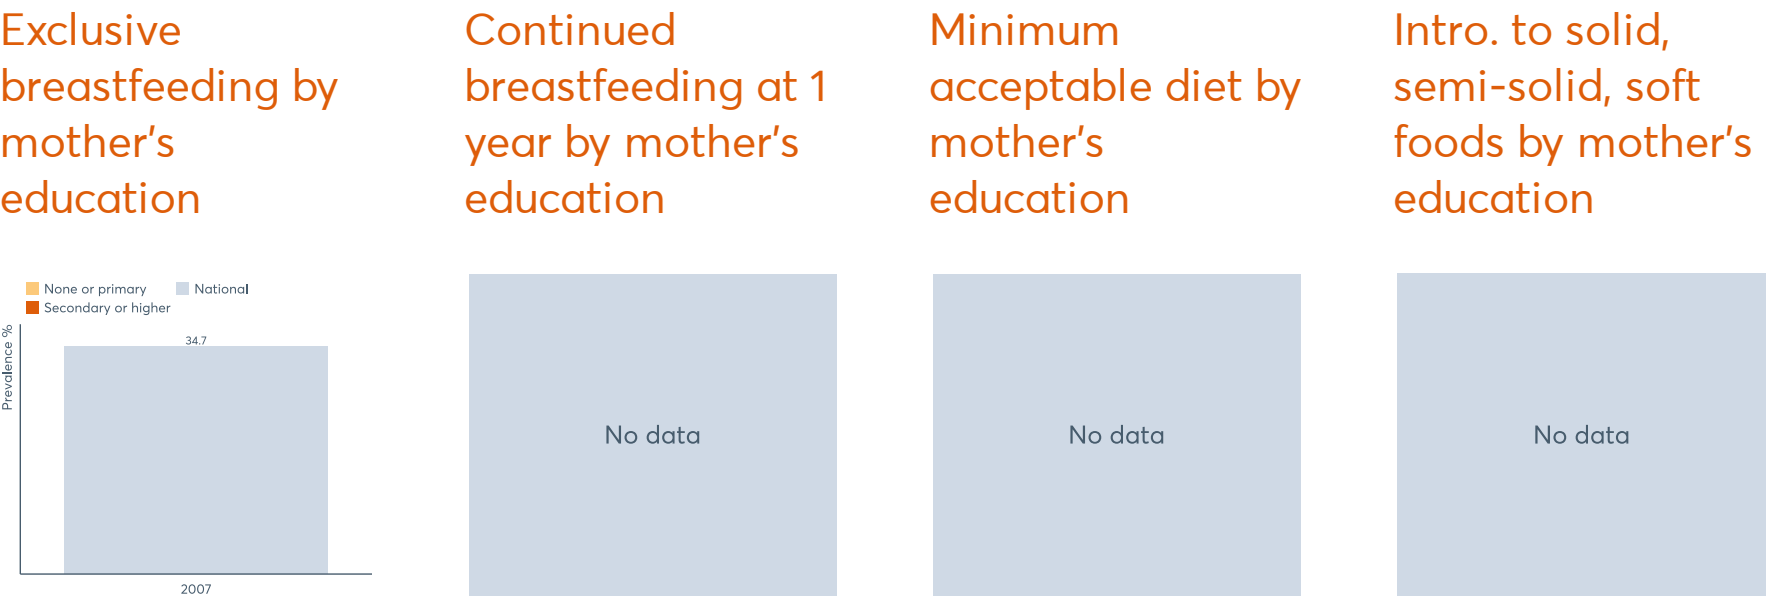 Exclusive
breastfeeding by
mother's
education
Continued
breastfeeding at 1
year by mother's
education
Minimum
acceptable diet by
mother's
education
Intro. to solid,
semi-solid, soft
foods by mother's
education
None or primary
National
Secondary or higher
Prevalence %
34.7
2007
No data
No data
No data